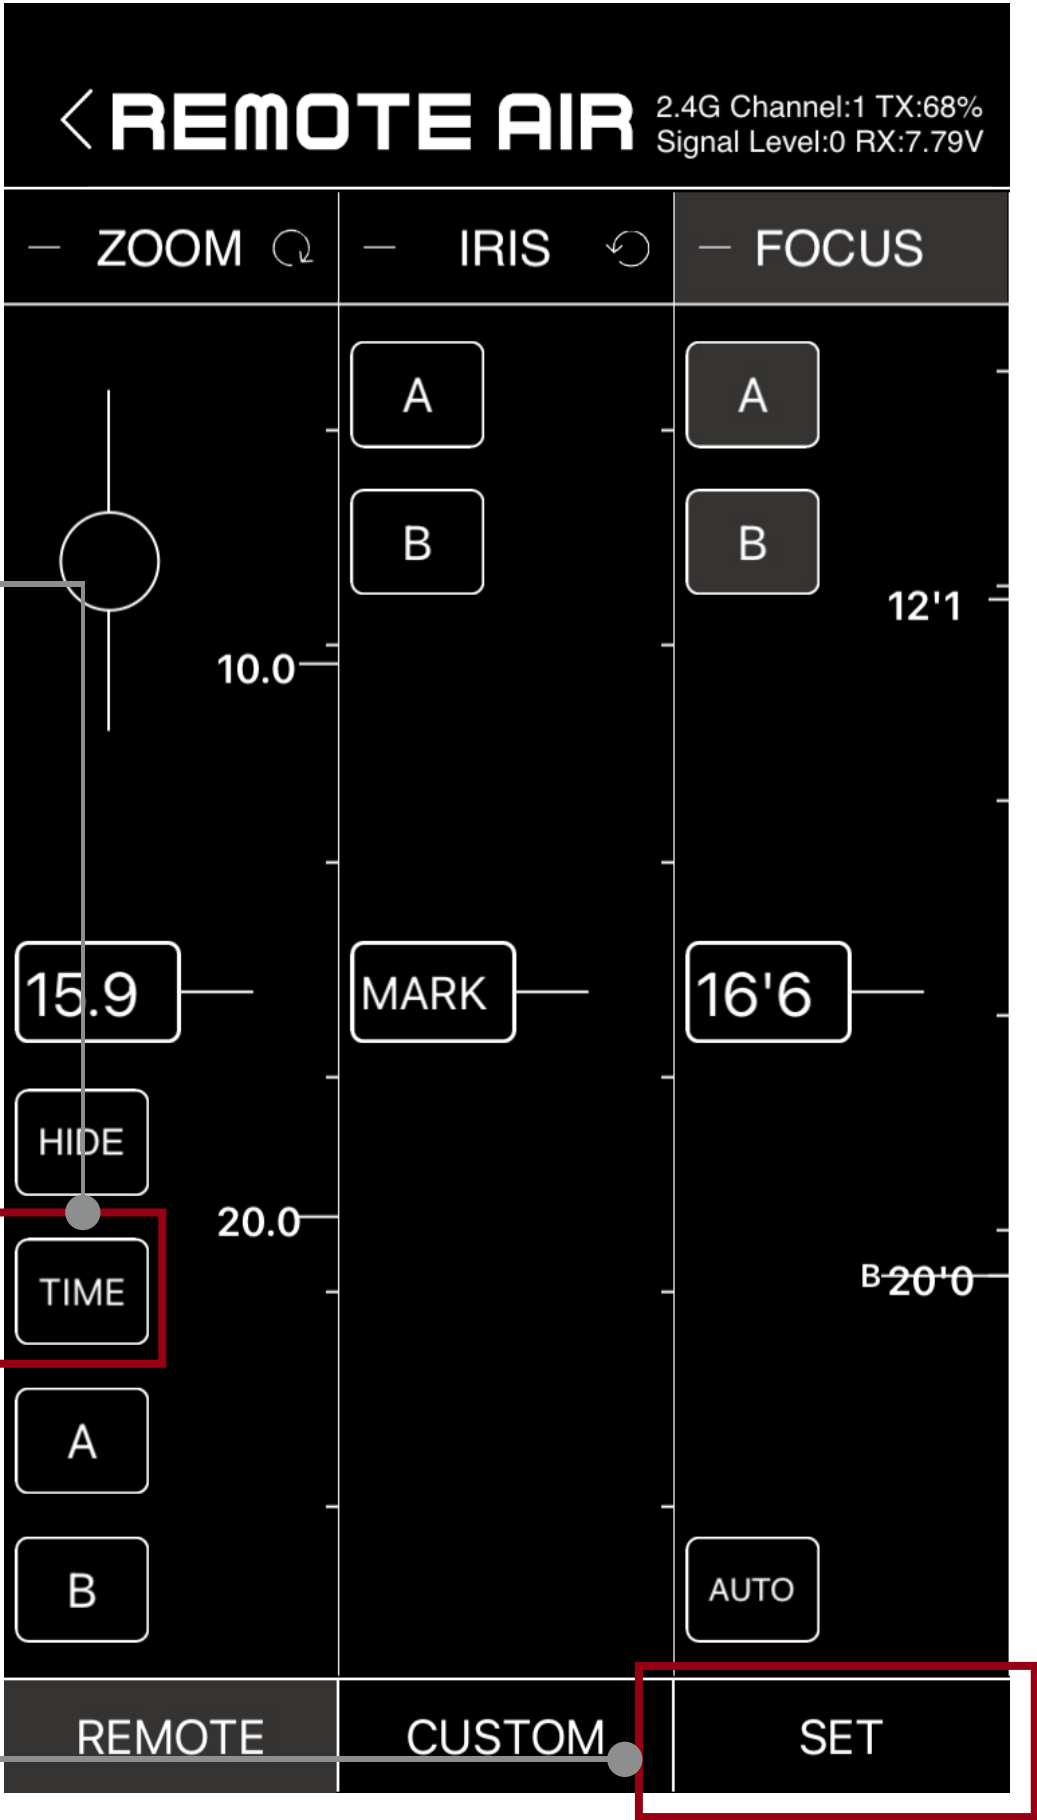 REMOTE AIR
2.4G Channel:1 TX:68%
Signal Level:0 RX:7.79V
ZOOM
IRIS
FOCUS
A
A
B
B
12'1
10.0
15.9
MARK
16'6
HIDE
20.0
B 20'0
TIME
A
B
AUTO
REMOTE
CUSTOM
SET